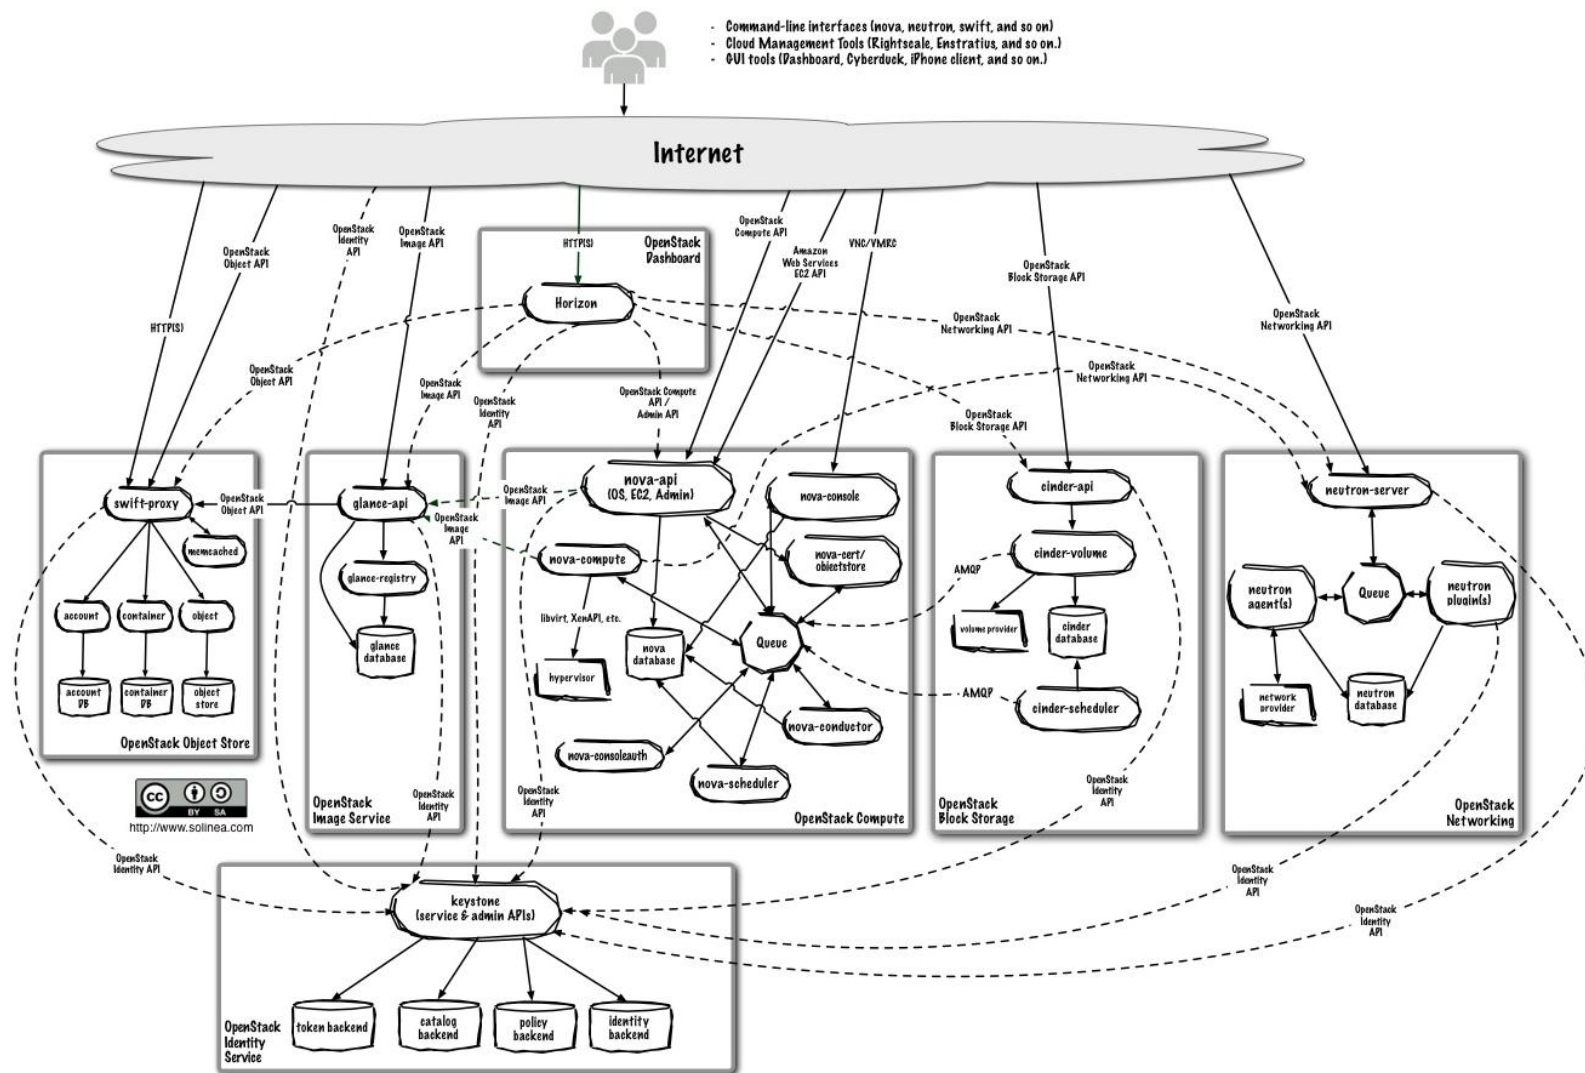 - Command-line interfaces (nova, neutron, swift, and so on)
- Cloud Management Tools (Rightscale, Enstratius, and so on.)
- GUI tools (Dashboard, Cyberduck, iPhone client, and so on.)
Internet
OpenStack
Identity
API
OpenStack
Image API
OpenStack
Object API
HTTP(S)
HTTP(S)
OpenStack
Dashboard
Horizon
OpenStack
Compute API
Amazon
Web Services
EC2 API
VNC/VMRC
OpenStack
Block Storage API
OpenStack
Networking API
OpenStack
Networking API
OpenStack
Object API
OpenStack
Image API
OpenStack
Identity
API
OpenStack Compute
API /
Admin API
OpenStack
Networking API
OpenStack
Block Storage API
swift-proxy
OpenStack
Object API
memcached
account
container
object
account
DB
container
DB
object
store
OpenStack Object Store
BY SA
http://www.solinea.com
glance-api
OpenStack
Image API
OpenStack
Image
API
glance-registry
glance
database
OpenStack
Image Service
OpenStack
Identity
API
nova-api
(OS, EC2, Admin)
nova-console
nova-compute
nova-cert/
objectstore
libvirt, XenAPI, etc.
hypervisor
nova
database
Queue
nova-conductor
nova-consoleauth
nova-scheduler
OpenStack
Identity
API
OpenStack Compute
cinder-api
cinder-volume
AMQP
volume provider
cinder
database
AMQP
cinder-scheduler
OpenStack
Block Storage
OpenStack
Identity
API
neutron-server
neutron
agent(s)
Queue
neutron
plugin(s)
network
provider
neutron
database
OpenStack
Networking
OpenStack
Identity API
OpenStack
Identity
API
OpenStack
Identity
API
keystone
(service & admin APIs)
token backend
catalog
backend
policy
backend
identity
backend
OpenStack
Identity
Service